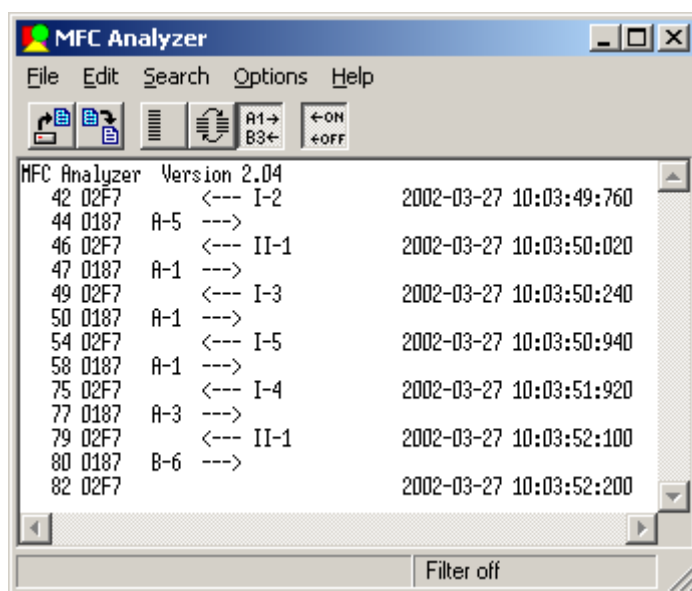 MFC Analyzer
File Edit Search Options Help
A1→ ←ON
B3← ←OFF
MFC Analyzer Version 2.04
42 02F7 <--- I-2 2002-03-27 10:03:49:760
44 0187 A-5 --->
46 02F7 <--- II-1 2002-03-27 10:03:50:020
47 0187 A-1 --->
49 02F7 <--- I-3 2002-03-27 10:03:50:240
50 0187 A-1 --->
54 02F7 <--- I-5 2002-03-27 10:03:50:940
58 0187 A-1 --->
75 02F7 <--- I-4 2002-03-27 10:03:51:920
77 0187 A-3 --->
79 02F7 <--- II-1 2002-03-27 10:03:52:100
80 0187 B-6 --->
82 02F7 2002-03-27 10:03:52:200
Filter off